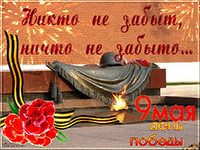 Никто не забыт,
ничто не забыто...
9 мая
день
победы